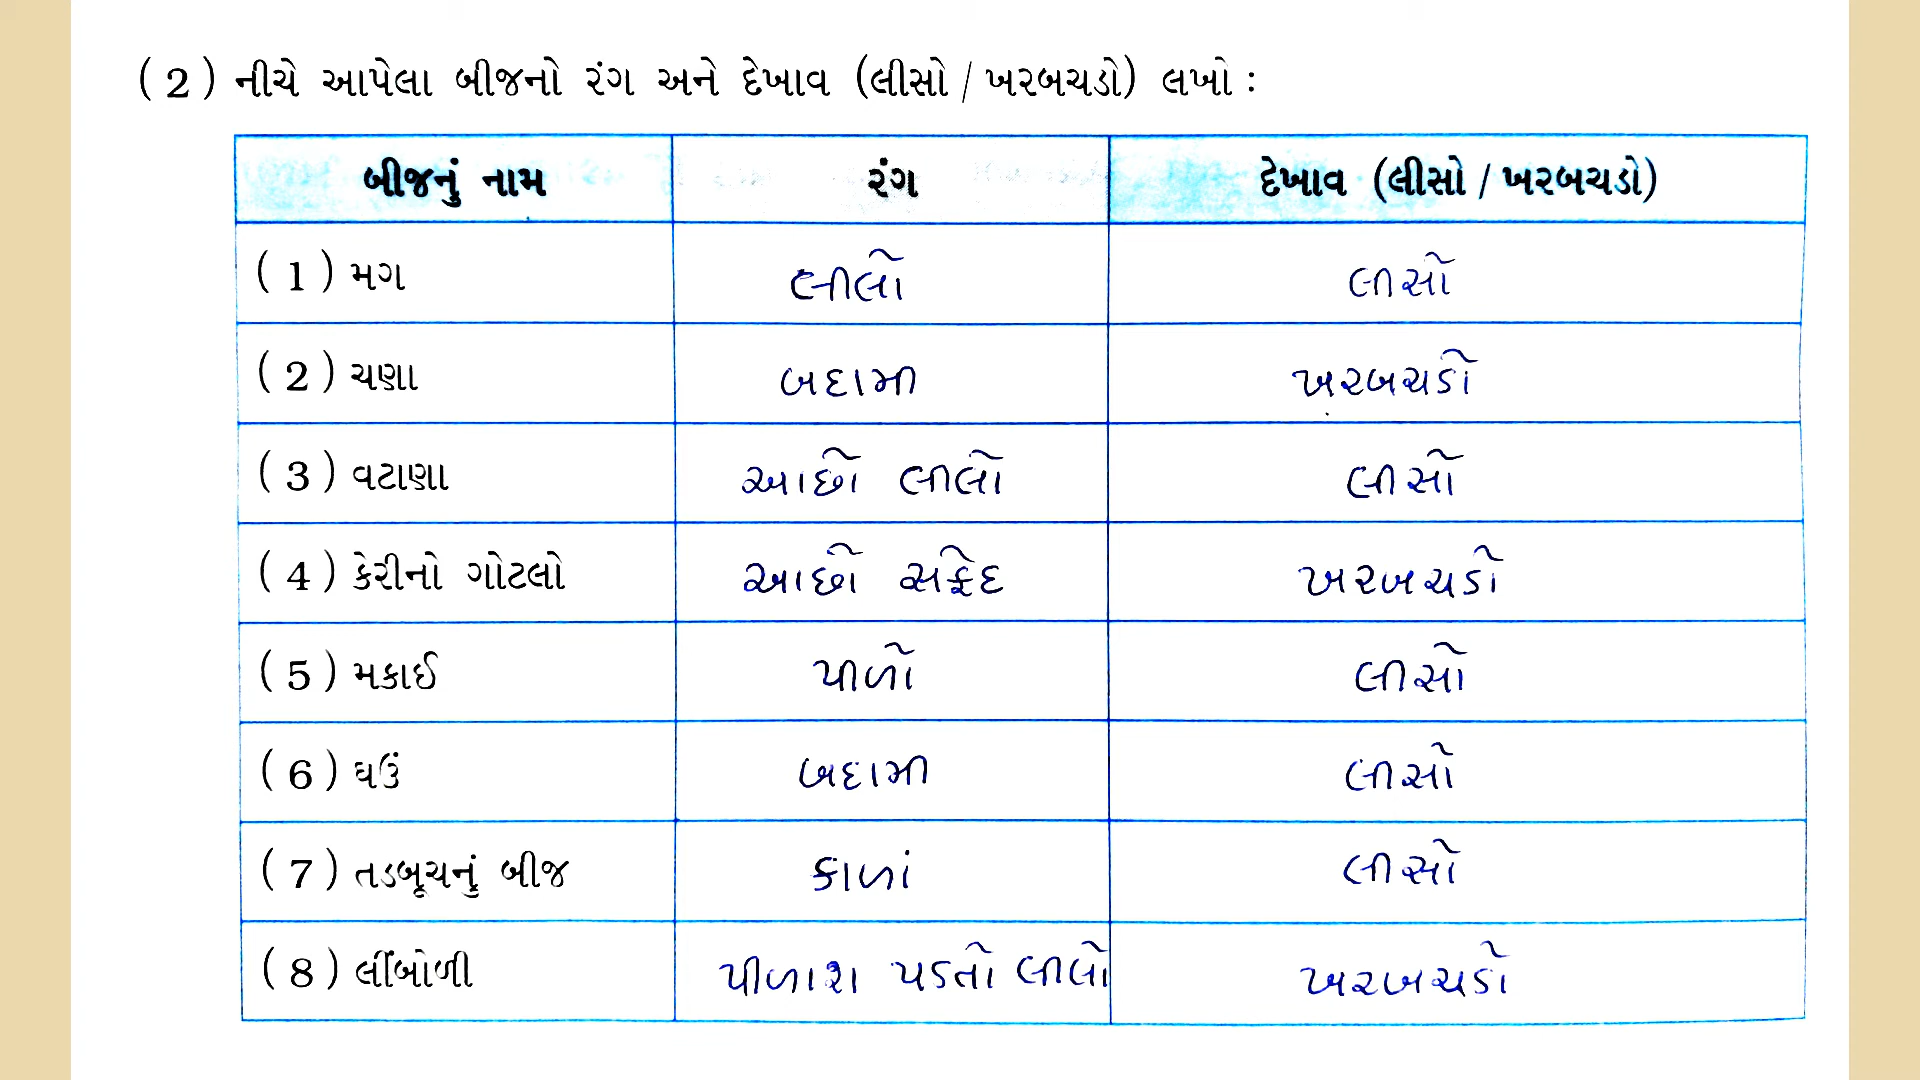 ( 2 ) નીચે આપેલા બીજનો રંગ અને દેખાવ (લીસો / ખરબચડો) લખો :
બીજનું નામ રંગ દેખાવ (લીસો / ખરબચડો)
( 1 ) મગ લીલો લીસો
( 2 ) ચણા બદામી ખરબચડો
( 3 ) વટાણા આછો લીલો લીસો
( 4 ) કેરીનો ગોટલો આછો સફેદ ખરબચડો
( 5 ) મકાઈ પીળો લીસો
( 6 ) ઘઉં બદામી લીસો
( 7 ) તડબૂચનું બીજ કાળાં લીસો
( 8 ) લીંબોળી પીળાશ પડતો લીલો ખરબચડો